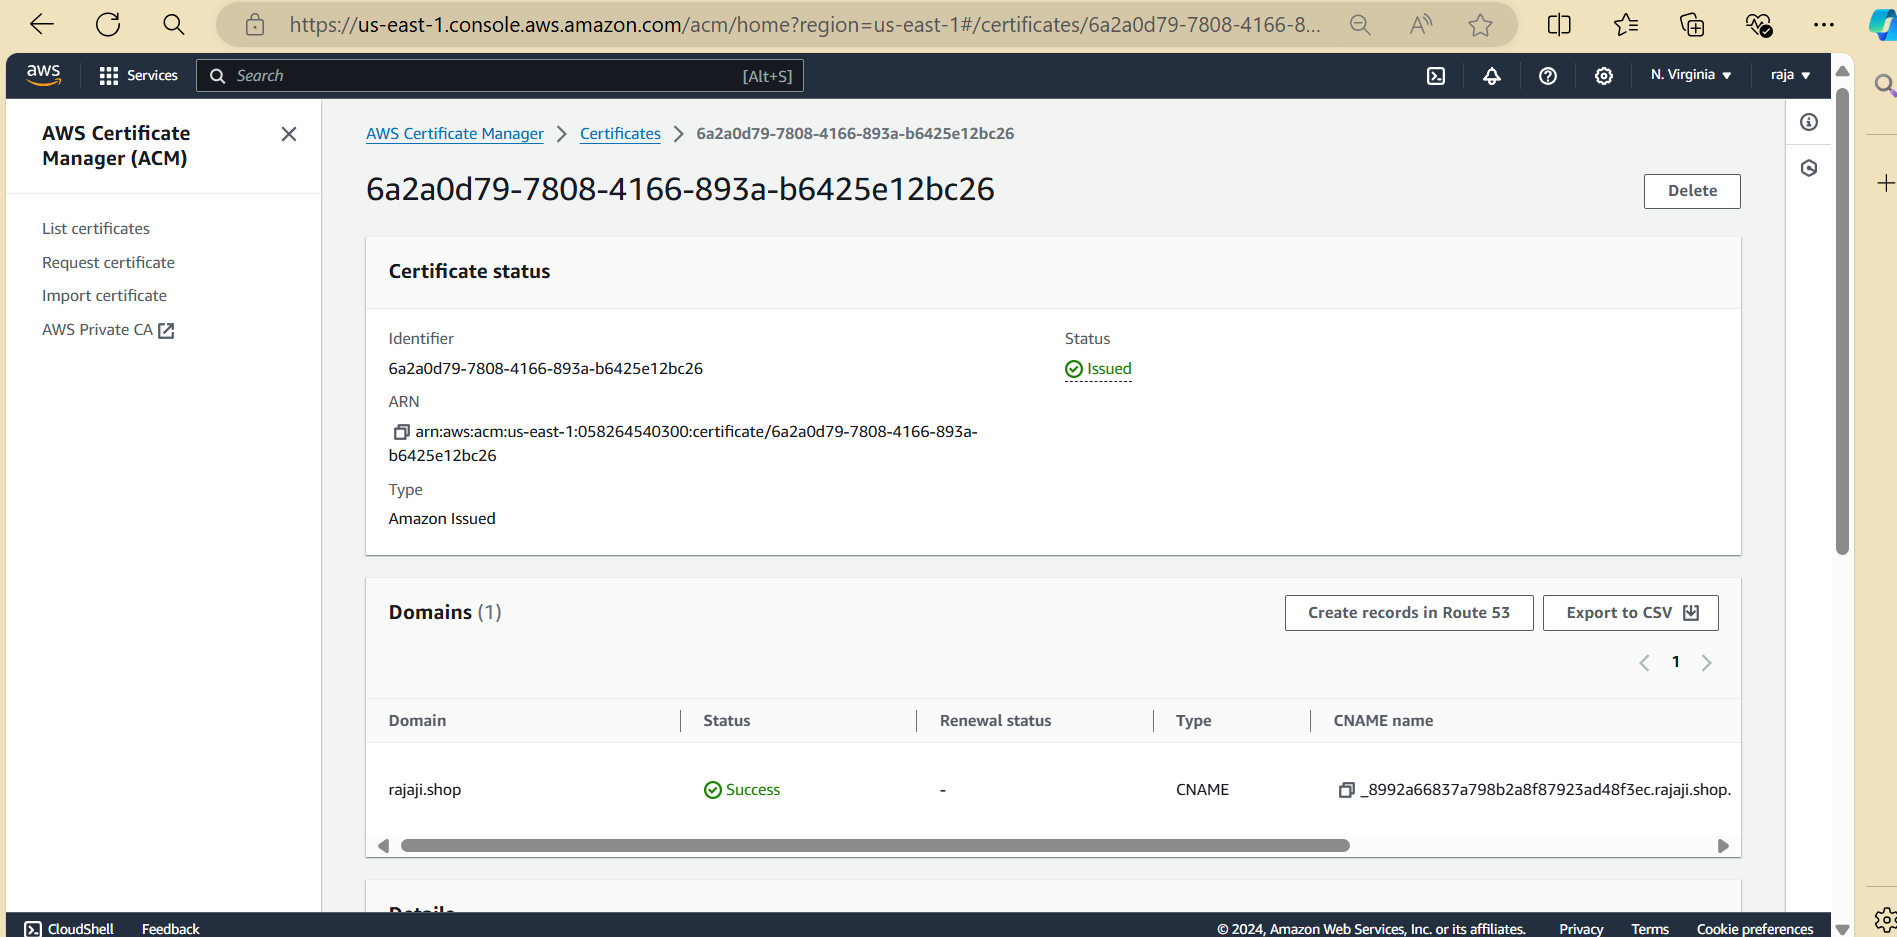 https://us-east-1.console.aws.amazon.com/acm/home?region=us-east-1#/certificates/6a2a0d79-7808-4166-8...
aws
Services
Search
[Alt+S]
N. Virginia
raja
AWS Certificate
Manager (ACM)
List certificates
Request certificate
Import certificate
AWS Private CA
AWS Certificate Manager
Certificates
6a2a0d79-7808-4166-893a-b6425e12bc26
6a2a0d79-7808-4166-893a-b6425e12bc26
Delete
Certificate status
Identifier
6a2a0d79-7808-4166-893a-b6425e12bc26
ARN
arn:aws:acm:us-east-1:058264540300:certificate/6a2a0d79-7808-4166-893a-
b6425e12bc26
Type
Amazon Issued
Status
Issued
Domains (1)
Create records in Route 53
Export to CSV
1
Domain
Status
Renewal status
Type
CNAME name
rajaji.shop
Success
-
CNAME
_8992a66837a798b2a8f87923ad48f3ec.rajaji.shop.
Details
CloudShell
Feedback
© 2024, Amazon Web Services, Inc. or its affiliates.
Privacy
Terms
Cookie preferences